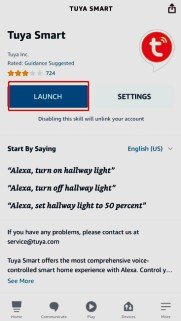 TUYA SMART
Tuya Smart
Tuya Inc.
Rated: Guidance Suggested
724
LAUNCH
SETTINGS
Disabling this skill will unlink your account
Start By Saying
English (US)
"Alexa, turn on hallway light"
"Alexa, turn off hallway light"
"Alexa, set hallway light to 50 percent"
If you have any problems, please contact us at
service@tuya.com
Tuya Smart offers the most comprehensive voice-
controlled smart home experience with Alexa. Control y...
See More
Home
Communicate
Play
Devices
More